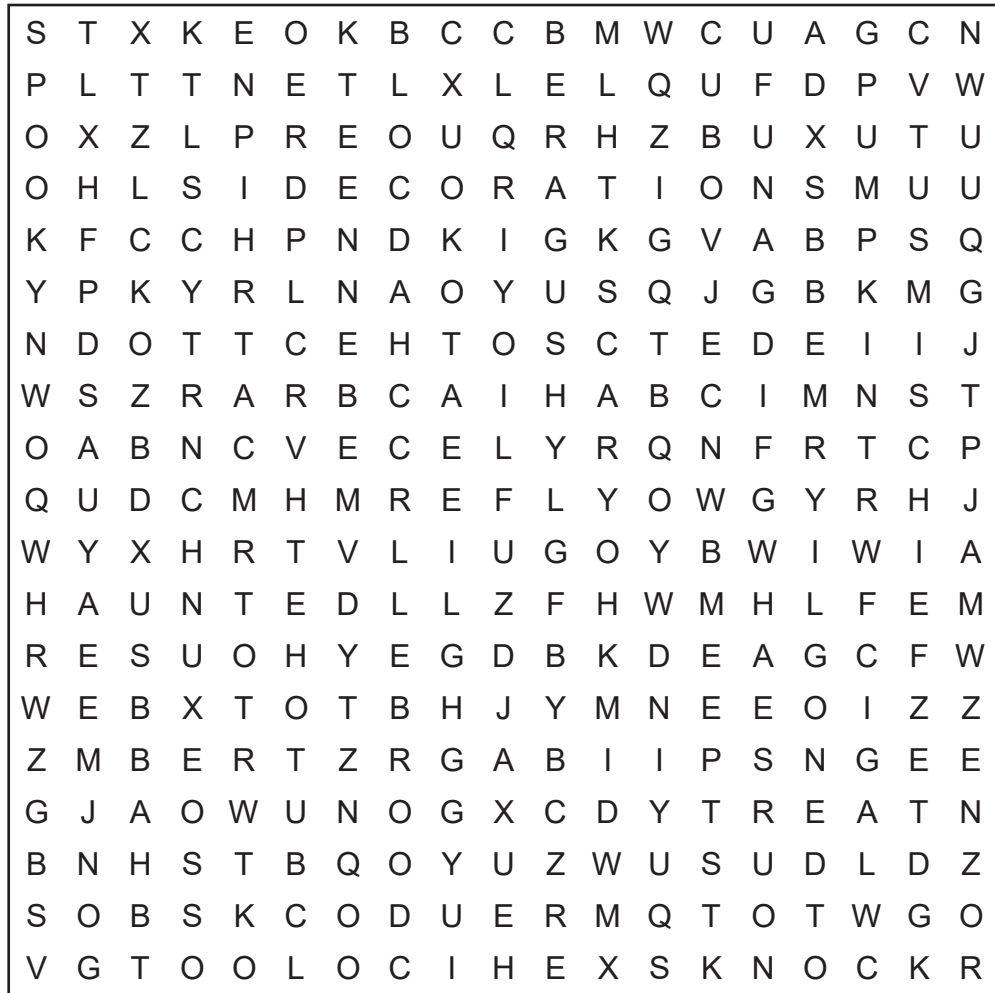 S T X K E O K B C C B M W C U A G C N
P L T T N E T L X L E L Q U F D P V W
O X Z L P R E O U Q R H Z B U X U T U
O H L S I D E C O R A T I O N S M U U
K F C C H P N D K I G K G V A B P S Q
Y P K Y R L N A O Y U S Q J G B K M G
N D O T T C E H T O S C T E D E I I J
W S Z R A R B C A I H A B C I M N S T
O A B N C V E C E L Y R Q N F R T C P
Q U D C M H M R E F L Y O W G Y R H J
W Y X H R T V L I U G O Y B W I W I A
H A U N T E D L L Z F H W M H L F E M
R E S U O H Y E G D B K D E A G C F W
W E B X T O T B H J Y M N E E O I Z Z
Z M B E R T Z R G A B I I P S N G E E
G J A O W U N O G X C D Y T R E A T N
B N H S T B Q O Y U Z W U S U D L D Z
S O B S K C O D U E R M Q T O T W G O
V G T O O L O C I H E X S K N O C K R